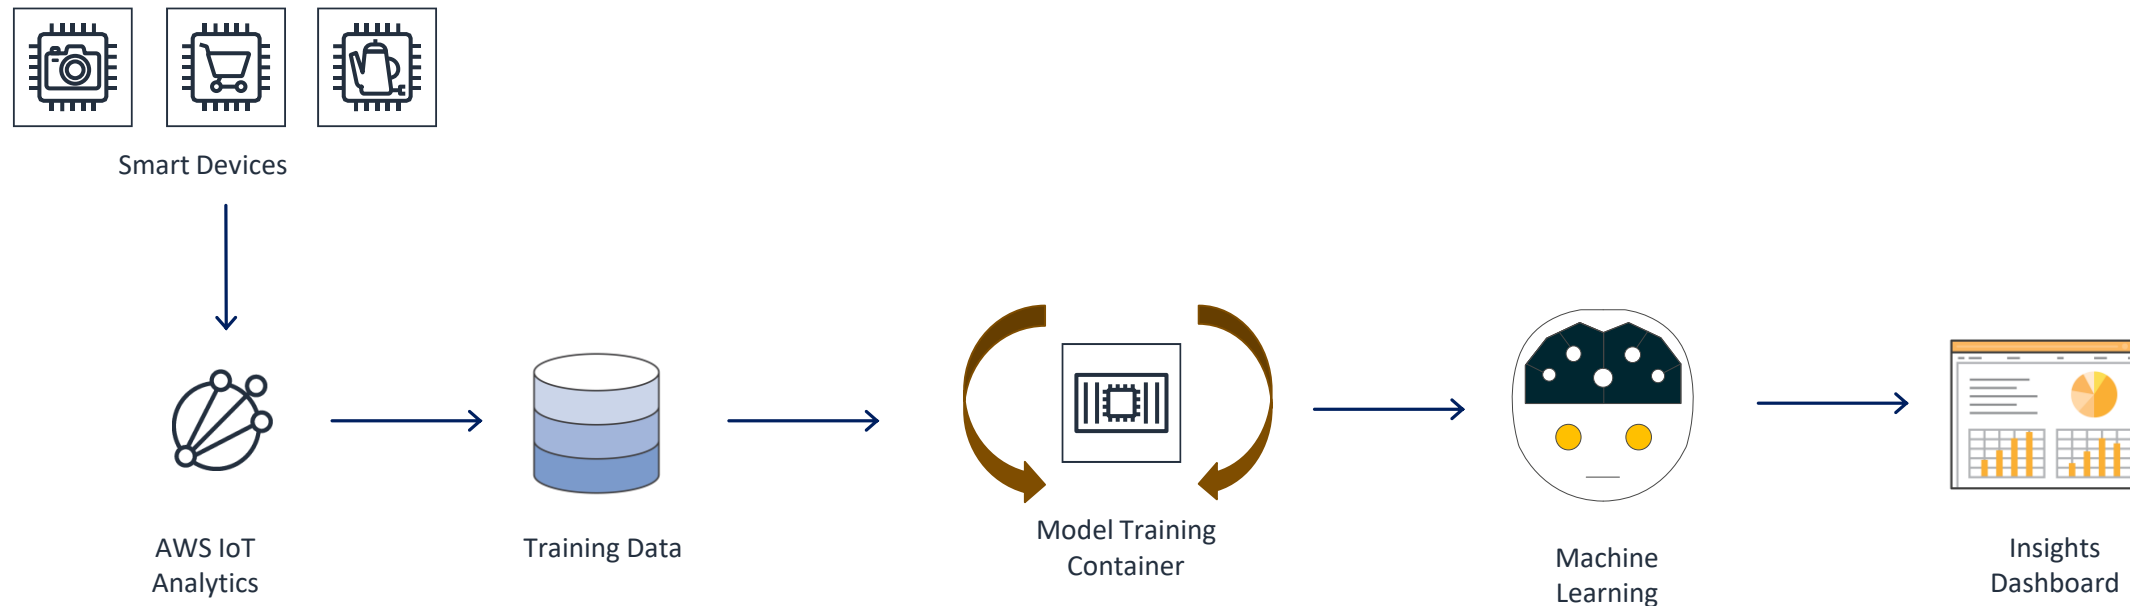 Smart Devices
AWS IoT
Analytics
Training Data
Model Training
Container
Machine
Learning
Insights
Dashboard